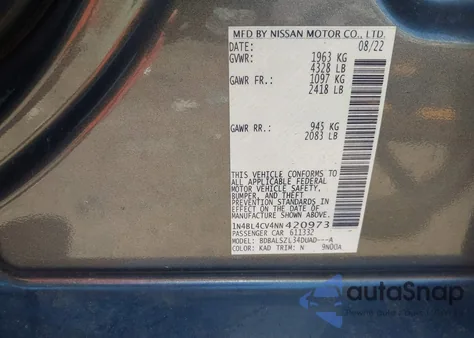 MFD BY NISSAN MOTOR CO., LTD.
DATE: 08/22
GVWR: 1963 KG
4328 LB
GAWR FR.: 1097 KG
2418 LB
GAWR RR.: 945 KG
2083 LB
THIS VEHICLE CONFORMS TO
ALL APPLICABLE FEDERAL
MOTOR VEHICLE SAFETY,
BUMPER, AND THEFT
PREVENTION STANDARDS IN
EFFECT ON THE DATE OF
MANUFACTURE SHOWN ABOVE.
1N4BL4CV4NN420973
PASSENGER CAR 611332
MODEL: BDBALSZL34DUAD---A
COLOR: KAD TRIM: N 9N00A
autoSnap